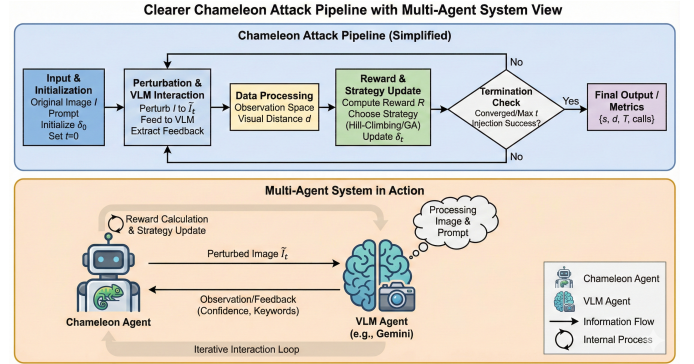 Clearer Chameleon Attack Pipeline with Multi-Agent System View
Chameleon Attack Pipeline (Simplified)
Input &
Initialization
Original Image I
Prompt
Initialize δ₀
Set t=0
Perturbation &
VLM Interaction
Perturb I to Ĩₜ
Feed to VLM
Extract Feedback
Data Processing
Observation Space
Visual Distance d
Reward &
Strategy Update
Compute Reward R
Choose Strategy
(Hill-Climbing/GA)
Update δₜ
No
Termination
Check
Converged/Max t
Injection Success?
No
Yes
Final Output /
Metrics
{s, d, T, calls}
Multi-Agent System in Action
Reward Calculation
& Strategy Update
Processing
Image &
Prompt
Perturbed Image Ĩₜ
Observation/Feedback
(Confidence, Keywords)
Chameleon Agent
VLM Agent
(e.g., Gemini)
Iterative Interaction Loop
Chameleon Agent
VLM Agent
Information Flow
Internal Process